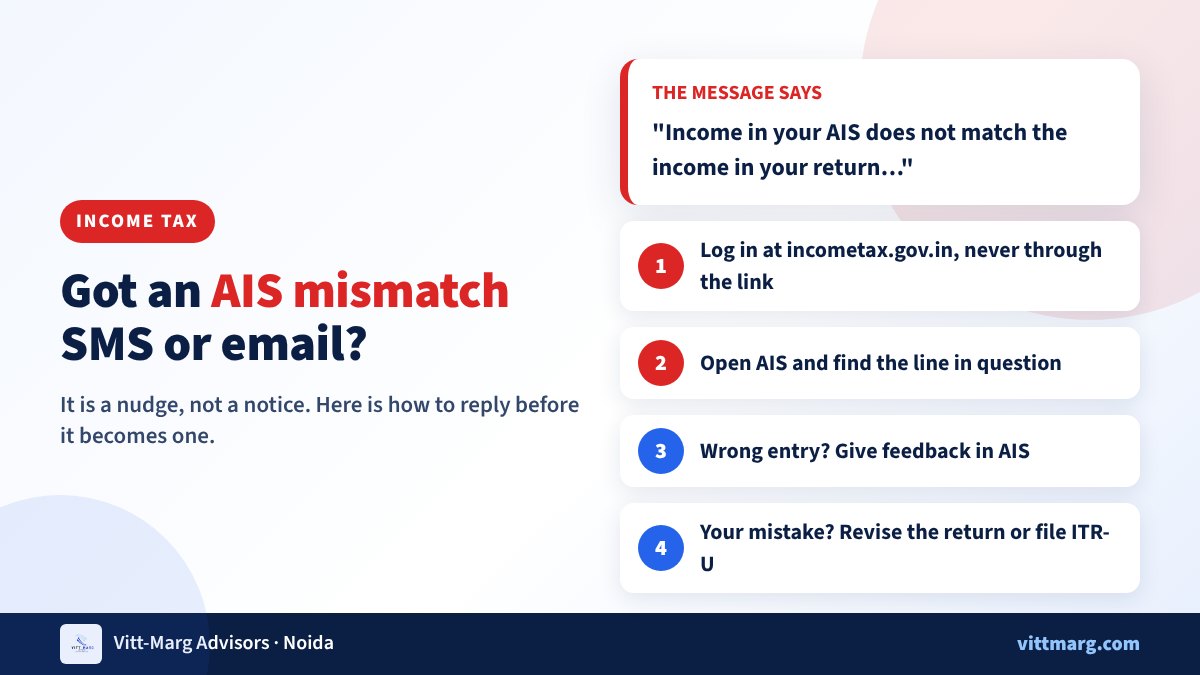 INCOME TAX
Got an AIS mismatch
SMS or email?
It is a nudge, not a notice. Here is how to reply before
it becomes one.
THE MESSAGE SAYS
"Income in your AIS does not match the
income in your return..."
1
Log in at incometax.gov.in, never through
the link
2
Open AIS and find the line in question
3
Wrong entry? Give feedback in AIS
4
Your mistake? Revise the return or file ITR-
U
Vitt-Marg Advisors · Noida
vittmarg.com